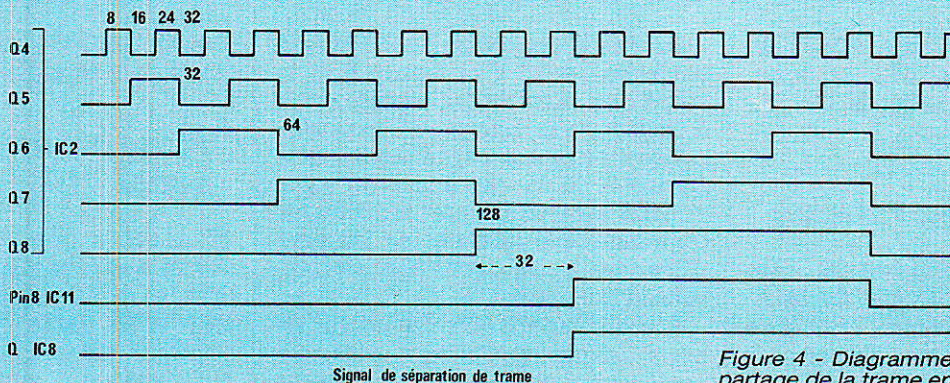 8 16 24 32
Q4
32
Q5
64
Q6 IC2
Q7
128
Q8
32
Pin8 IC11
Q IC8
Signal de séparation de trame
Figure 4 - Diagramme
partage de la trame en